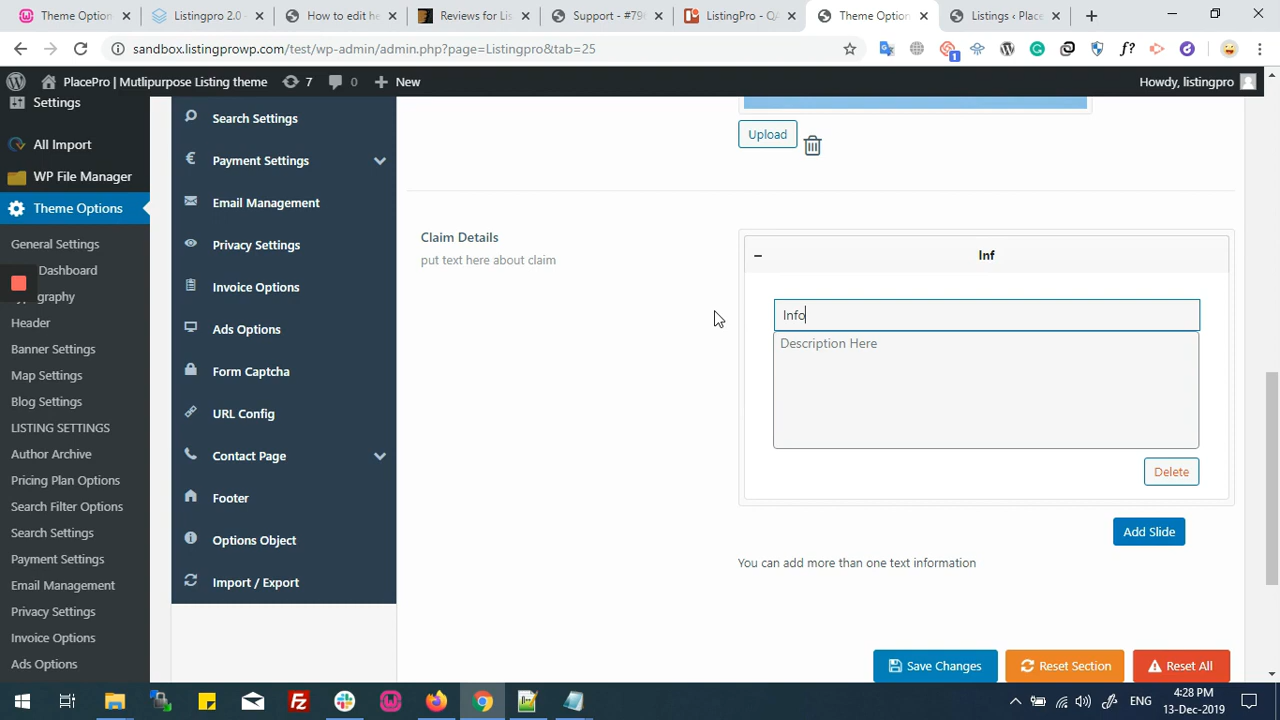 Theme Option
Listingpro 2.0 -
How to edit he
Reviews for Lis
Support - #796
ListingPro - QA
Theme Option
Listings ‹ Place
sandbox.listingprowp.com/test/wp-admin/admin.php?page=Listingpro&tab=25
1
PlacePro | Mutlipurpose Listing theme
7
0
New
Howdy, listingpro
Settings
All Import
WP File Manager
Theme Options
General Settings
Dashboard
ypography
Header
Banner Settings
Map Settings
Blog Settings
LISTING SETTINGS
Author Archive
Pricing Plan Options
Search Filter Options
Search Settings
Payment Settings
Email Management
Privacy Settings
Invoice Options
Ads Options
Search Settings
Payment Settings
Email Management
Privacy Settings
Invoice Options
Ads Options
Form Captcha
URL Config
Contact Page
Footer
Options Object
Import / Export
Upload
Claim Details
put text here about claim
Inf
Info
Description Here
Delete
Add Slide
You can add more than one text information
Save Changes
Reset Section
Reset All
ENG
4:28 PM
13-Dec-2019